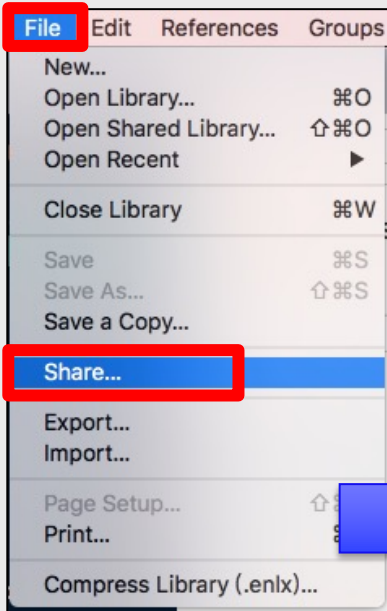 File Edit References Groups
New...
Open Library... ⌘O
Open Shared Library... ⇧⌘O
Open Recent ▶
Close Library ⌘W
Save ⌘S
Save As... ⇧⌘S
Save a Copy...
Share...
Export...
Import...
Page Setup... ⇧
Print...
Compress Library (.enlx)...